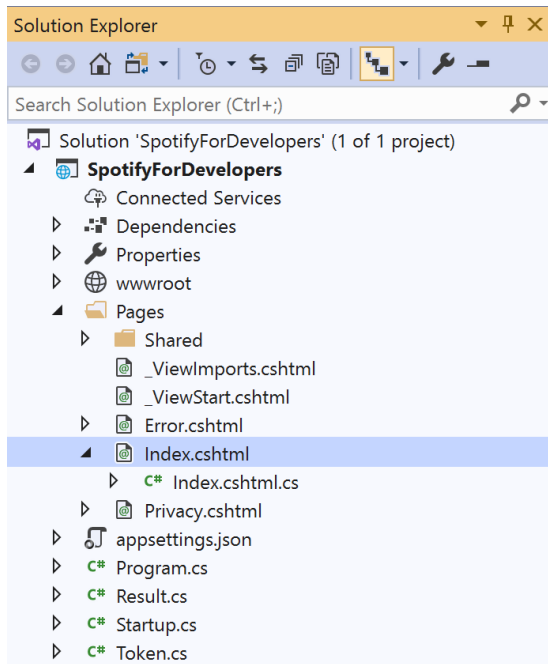 Solution Explorer
Search Solution Explorer (Ctrl+;)
Solution 'SpotifyForDevelopers' (1 of 1 project)
SpotifyForDevelopers
Connected Services
Dependencies
Properties
wwwroot
Pages
Shared
_ViewImports.cshtml
_ViewStart.cshtml
Error.cshtml
Index.cshtml
C# Index.cshtml.cs
Privacy.cshtml
appsettings.json
C# Program.cs
C# Result.cs
C# Startup.cs
C# Token.cs